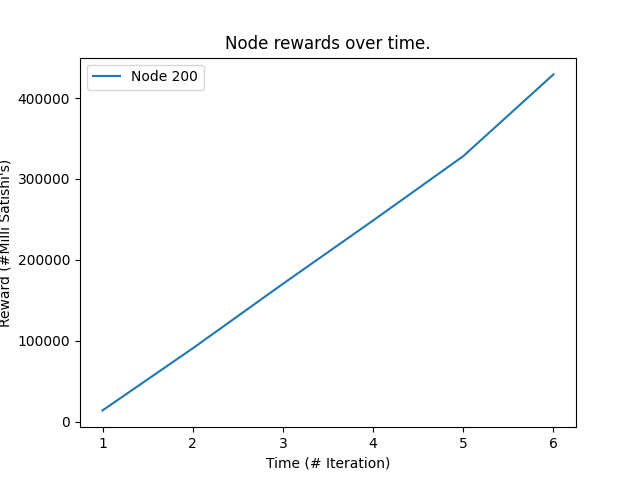 Node rewards over time.
Node 200
400000
300000
200000
100000
0
Reward (#Milli Satishi's)
1 2 3 4 5 6
Time (# Iteration)